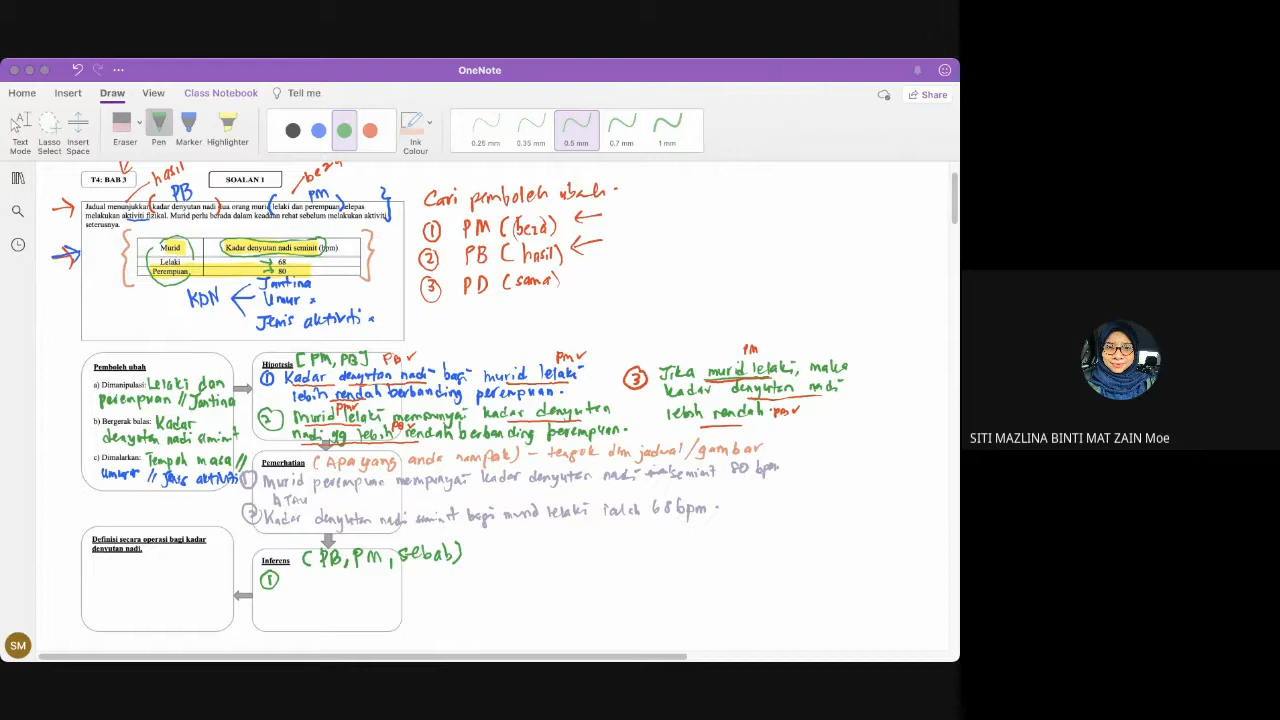 OneNote
Home Insert Draw View Class Notebook Tell me
Share
Text Mode
Lasso Select
Insert Space
Eraser
Pen
Marker
Highlighter
Ink Colour
0.25 mm
0.35 mm
0.5 mm
0.7 mm
1 mm
T4: BAB 3
SOALAN 1
hasil
PB
beza
PM
Jadual menunjukkan kadar denyutan nadi dua orang murid lelaki dan perempuan selepas
melakukan aktiviti fizikal. Murid perlu berada dalam keadaan rehat sebelum melakukan aktiviti
seterusnya.
Murid Kadar denyutan nadi seminit (bpm)
Lelaki → 68
Perempuan → 80
KDN
Jantina
Umur
Jenis aktiviti
Cari pemboleh ubah.
① PM (beza)
② PB (hasil)
③ PD (sama)
Pemboleh ubah
a) Dimanipulasi: Lelaki dan
perempuan // Jantina
b) Bergerak balas: Kadar
denyutan nadi seminit
c) Dimalarkan: Tempoh masa //
umur // Jenis aktiviti
Hipotesis [PM, PB]
PB ✓
PM ✓
① Kadar denyutan nadi bagi murid lelaki
lebih rendah berbanding perempuan.
PM ✓
② Murid lelaki mempunyai kadar denyutan
PB ✓
nadi yg lebih rendah berbanding perempuan.
PM
③ Jika murid lelaki, maka
kadar denyutan nadi
lebih rendah. PB ✓
Pemerhatian (Apa yang anda nampak) – tengok dlm jadual/gambar
① Murid perempuan mempunyai kadar denyutan nadi seminit 80 bpm
ATAU
② Kadar denyutan nadi seminit bagi murid lelaki ialah 68 bpm.
Definisi secara operasi bagi kadar
denyutan nadi.
Inferens (PB, PM, sebab)
①
SM
SITI MAZLINA BINTI MAT ZAIN Moe